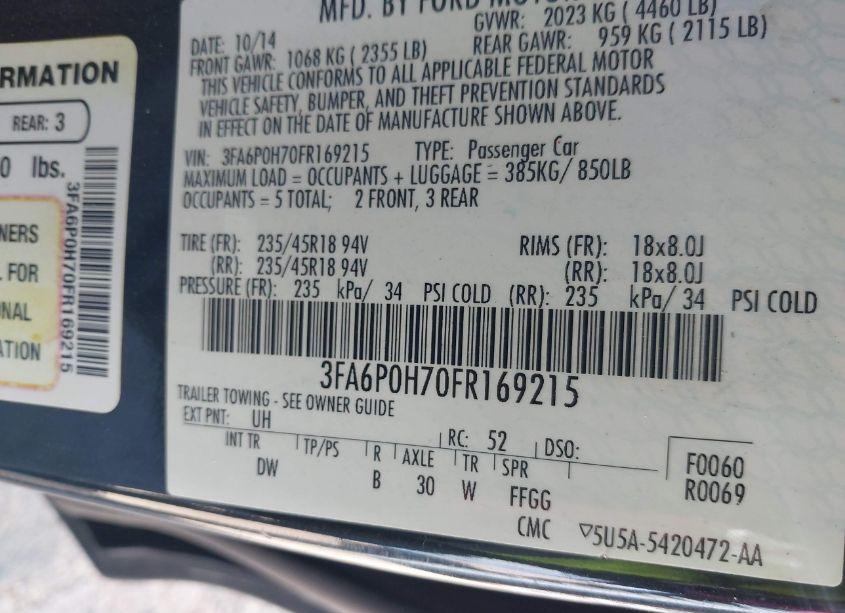 RMATION
REAR: 3
0 lbs.
NERS
FOR
ONAL
ATION
3FA6P0H70FR169215
MFD. BY FORD MOTOR
GVWR: 2023 KG ( 4460 LB)
DATE: 10/14
FRONT GAWR: 1068 KG ( 2355 LB) REAR GAWR: 959 KG ( 2115 LB)
THIS VEHICLE CONFORMS TO ALL APPLICABLE FEDERAL MOTOR
VEHICLE SAFETY, BUMPER, AND THEFT PREVENTION STANDARDS
IN EFFECT ON THE DATE OF MANUFACTURE SHOWN ABOVE.
VIN: 3FA6P0H70FR169215 TYPE: Passenger Car
MAXIMUM LOAD = OCCUPANTS + LUGGAGE = 385KG/ 850LB
OCCUPANTS = 5 TOTAL; 2 FRONT, 3 REAR
TIRE (FR): 235/45R18 94V RIMS (FR): 18x8.0J
(RR): 235/45R18 94V (RR): 18x8.0J
PRESSURE (FR): 235 kPa/ 34 PSI COLD (RR): 235 kPa/ 34 PSI COLD
3FA6P0H70FR169215
TRAILER TOWING - SEE OWNER GUIDE
EXT PNT: UH RC: 52 DSO:
INT TR TP/PS R AXLE TR SPR
DW B 30 W FFGG
F0060
R0069
CMC ▽5U5A-5420472-AA